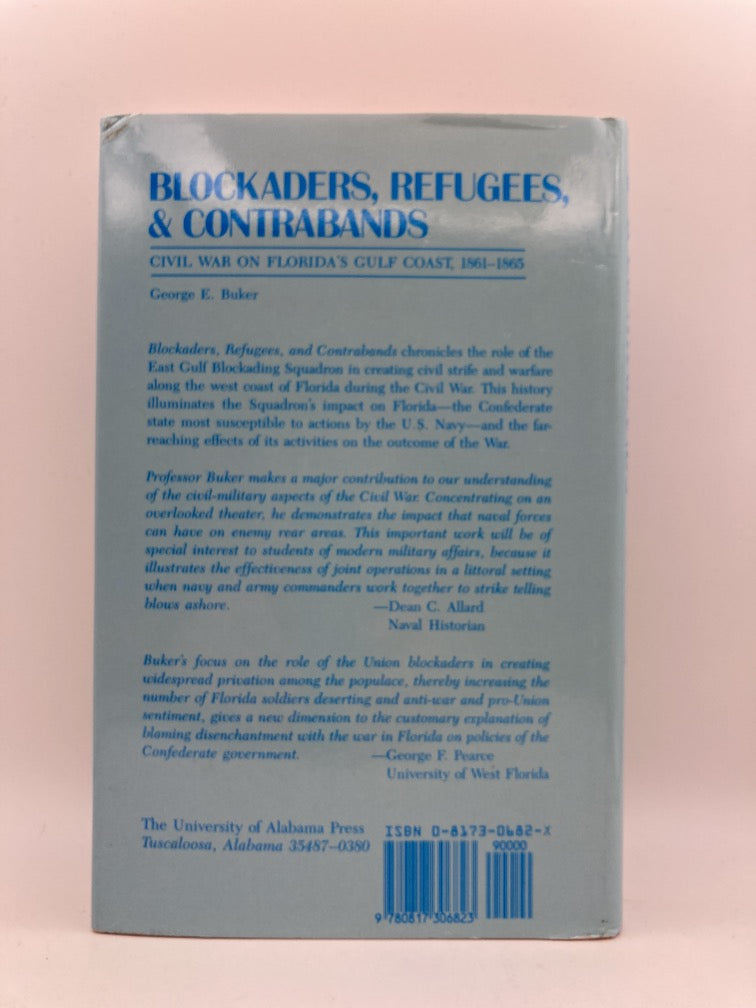 BLOCKADERS, REFUGEES,
& CONTRABANDS
CIVIL WAR ON FLORIDA'S GULF COAST, 1861–1865
George E. Buker
Blockaders, Refugees, and Contrabands chronicles the role of the
East Gulf Blockading Squadron in creating civil strife and warfare
along the west coast of Florida during the Civil War. This history
illuminates the Squadron's impact on Florida—the Confederate
state most susceptible to actions by the U.S. Navy—and the far-
reaching effects of its activities on the outcome of the War.
Professor Buker makes a major contribution to our understanding
of the civil-military aspects of the Civil War. Concentrating on an
overlooked theater, he demonstrates the impact that naval forces
can have on enemy rear areas. This important work will be of
special interest to students of modern military affairs, because it
illustrates the effectiveness of joint operations in a littoral setting
when navy and army commanders work together to strike telling
blows ashore. —Dean C. Allard
Naval Historian
Buker's focus on the role of the Union blockaders in creating
widespread privation among the populace, thereby increasing the
number of Florida soldiers deserting and anti-war and pro-Union
sentiment, gives a new dimension to the customary explanation of
blaming disenchantment with the war in Florida on policies of the
Confederate government. —George F. Pearce
University of West Florida
The University of Alabama Press
Tuscaloosa, Alabama 35487–0380
ISBN 0-8173-0682-X
90000
9 780817 306823